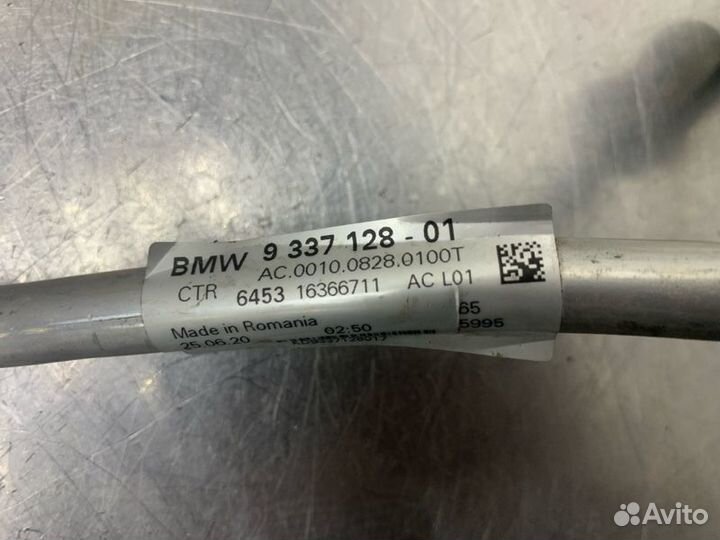 BMW 9 337 128 - 01
AC.0010.0828.0100T
CTR 6453 16366711 AC L01
Made in Romania 02:50 65
25.06.20 5995
Avito